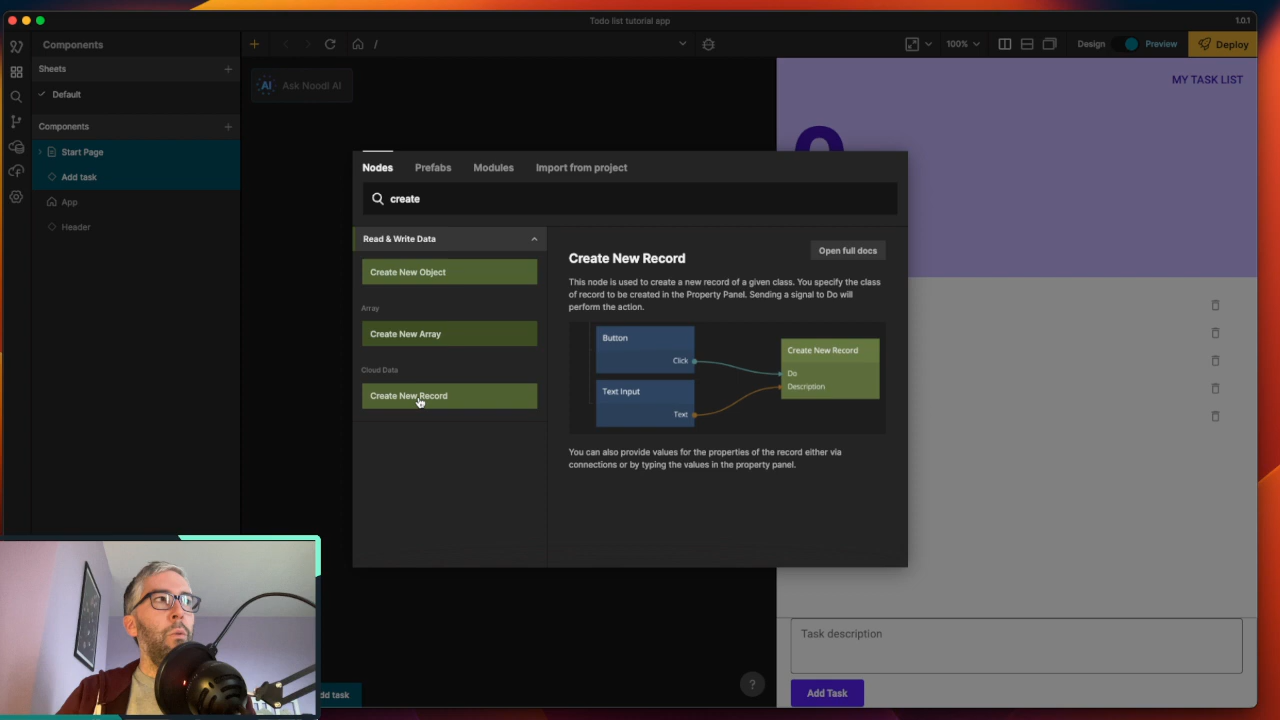 Todo list tutorial app
1.0.1
Components
/
100%
Design
Preview
Deploy
Sheets
Default
Components
Start Page
Add task
App
Header
AI Ask Noodl AI
MY TASK LIST
Nodes
Prefabs
Modules
Import from project
create
Read & Write Data
Create New Object
Array
Create New Array
Cloud Data
Create New Record
Create New Record
Open full docs
This node is used to create a new record of a given class. You specify the class
of record to be created in the Property Panel. Sending a signal to Do will
perform the action.
Button
Click
Text Input
Text
Create New Record
Do
Description
You can also provide values for the properties of the record either via
connections or by typing the values in the property panel.
Task description
Add Task
dd task
?